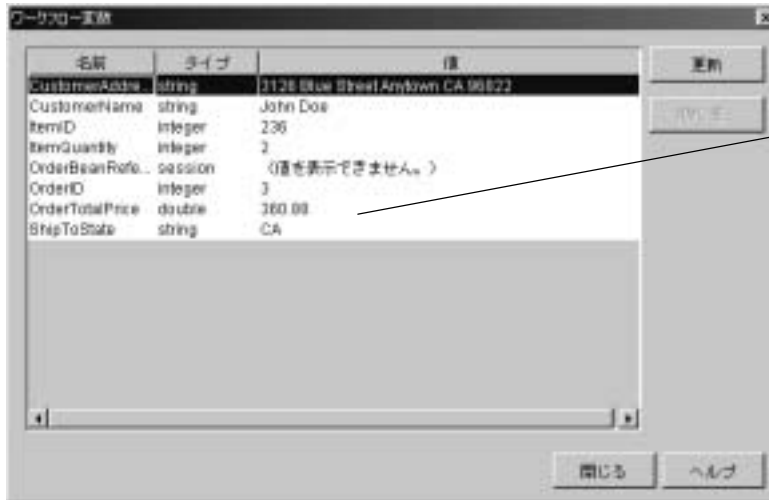 ワークフロー変数
名前 タイプ 値 更新
CustomerAddre.. string 3126 Blue Street Anytown CA 96822
CustomerName string John Doe
ItemID integer 236
ItemQuantity integer 2
OrderBeanRefe.. session (値を表示できません。)
OrderID integer 3
OrderTotalPrice double
ShipToState string CA
閉じる ヘルプ